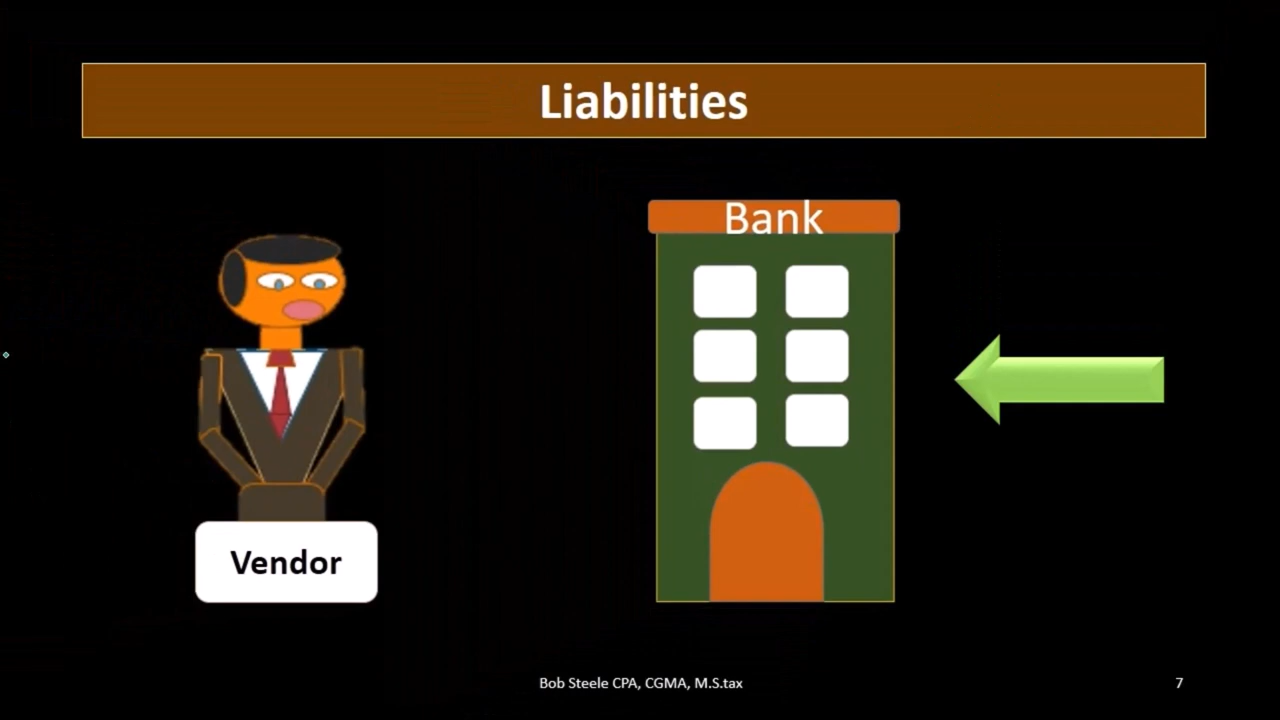 Liabilities
Bank
Vendor
Bob Steele CPA, CGMA, M.S.tax
7